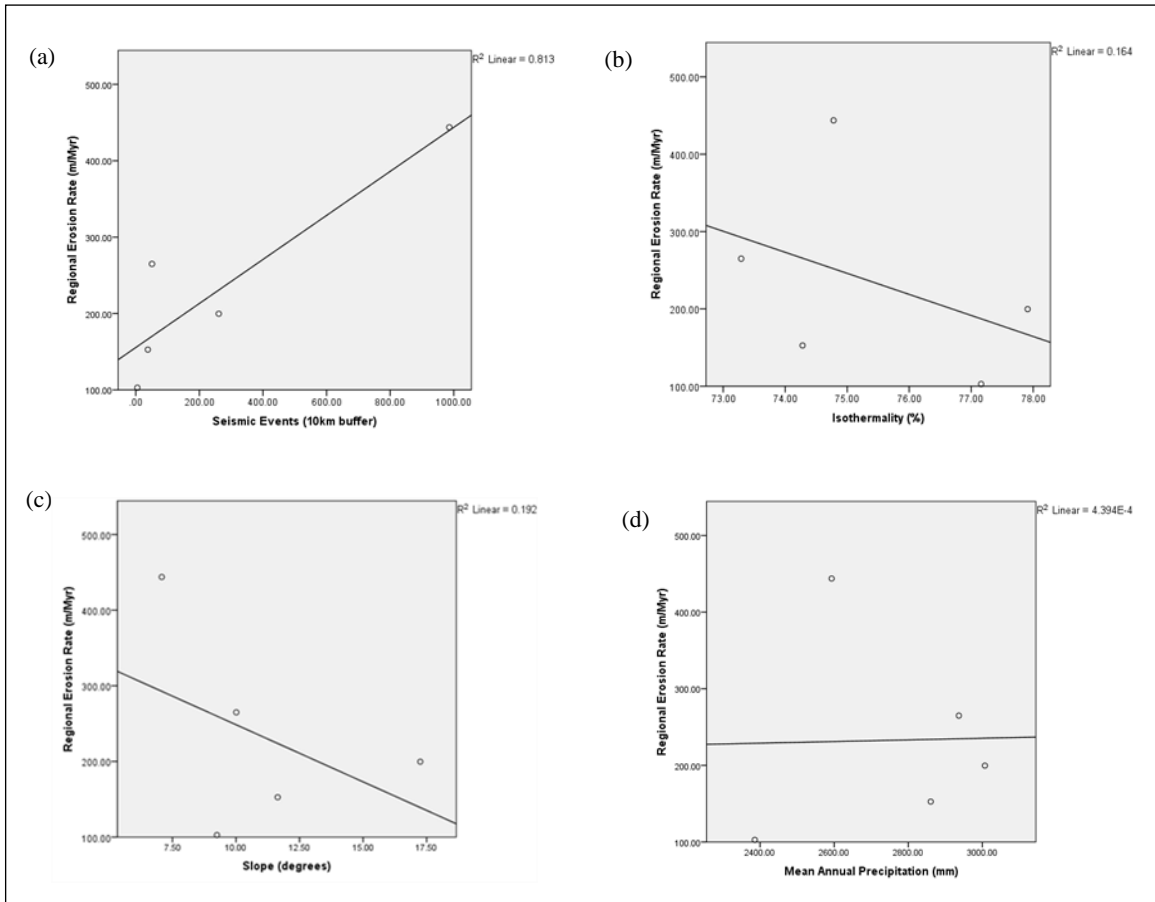 (a)
R² Linear = 0.813
500.00
400.00
300.00
200.00
100.00
Regional Erosion Rate (m/Myr)
.00 200.00 400.00 600.00 800.00 1000.00
Seismic Events (10km buffer)
(b)
R² Linear = 0.164
500.00
400.00
300.00
200.00
100.00
Regional Erosion Rate (m/Myr)
73.00 74.00 75.00 76.00 77.00 78.00
Isothermality (%)
(c)
R² Linear = 0.192
500.00
400.00
300.00
200.00
100.00
Regional Erosion Rate (m/Myr)
7.50 10.00 12.50 15.00 17.50
Slope (degrees)
(d)
R² Linear = 4.394E-4
500.00
400.00
300.00
200.00
100.00
Regional Erosion Rate (m/Myr)
2400.00 2600.00 2800.00 3000.00
Mean Annual Precipitation (mm)